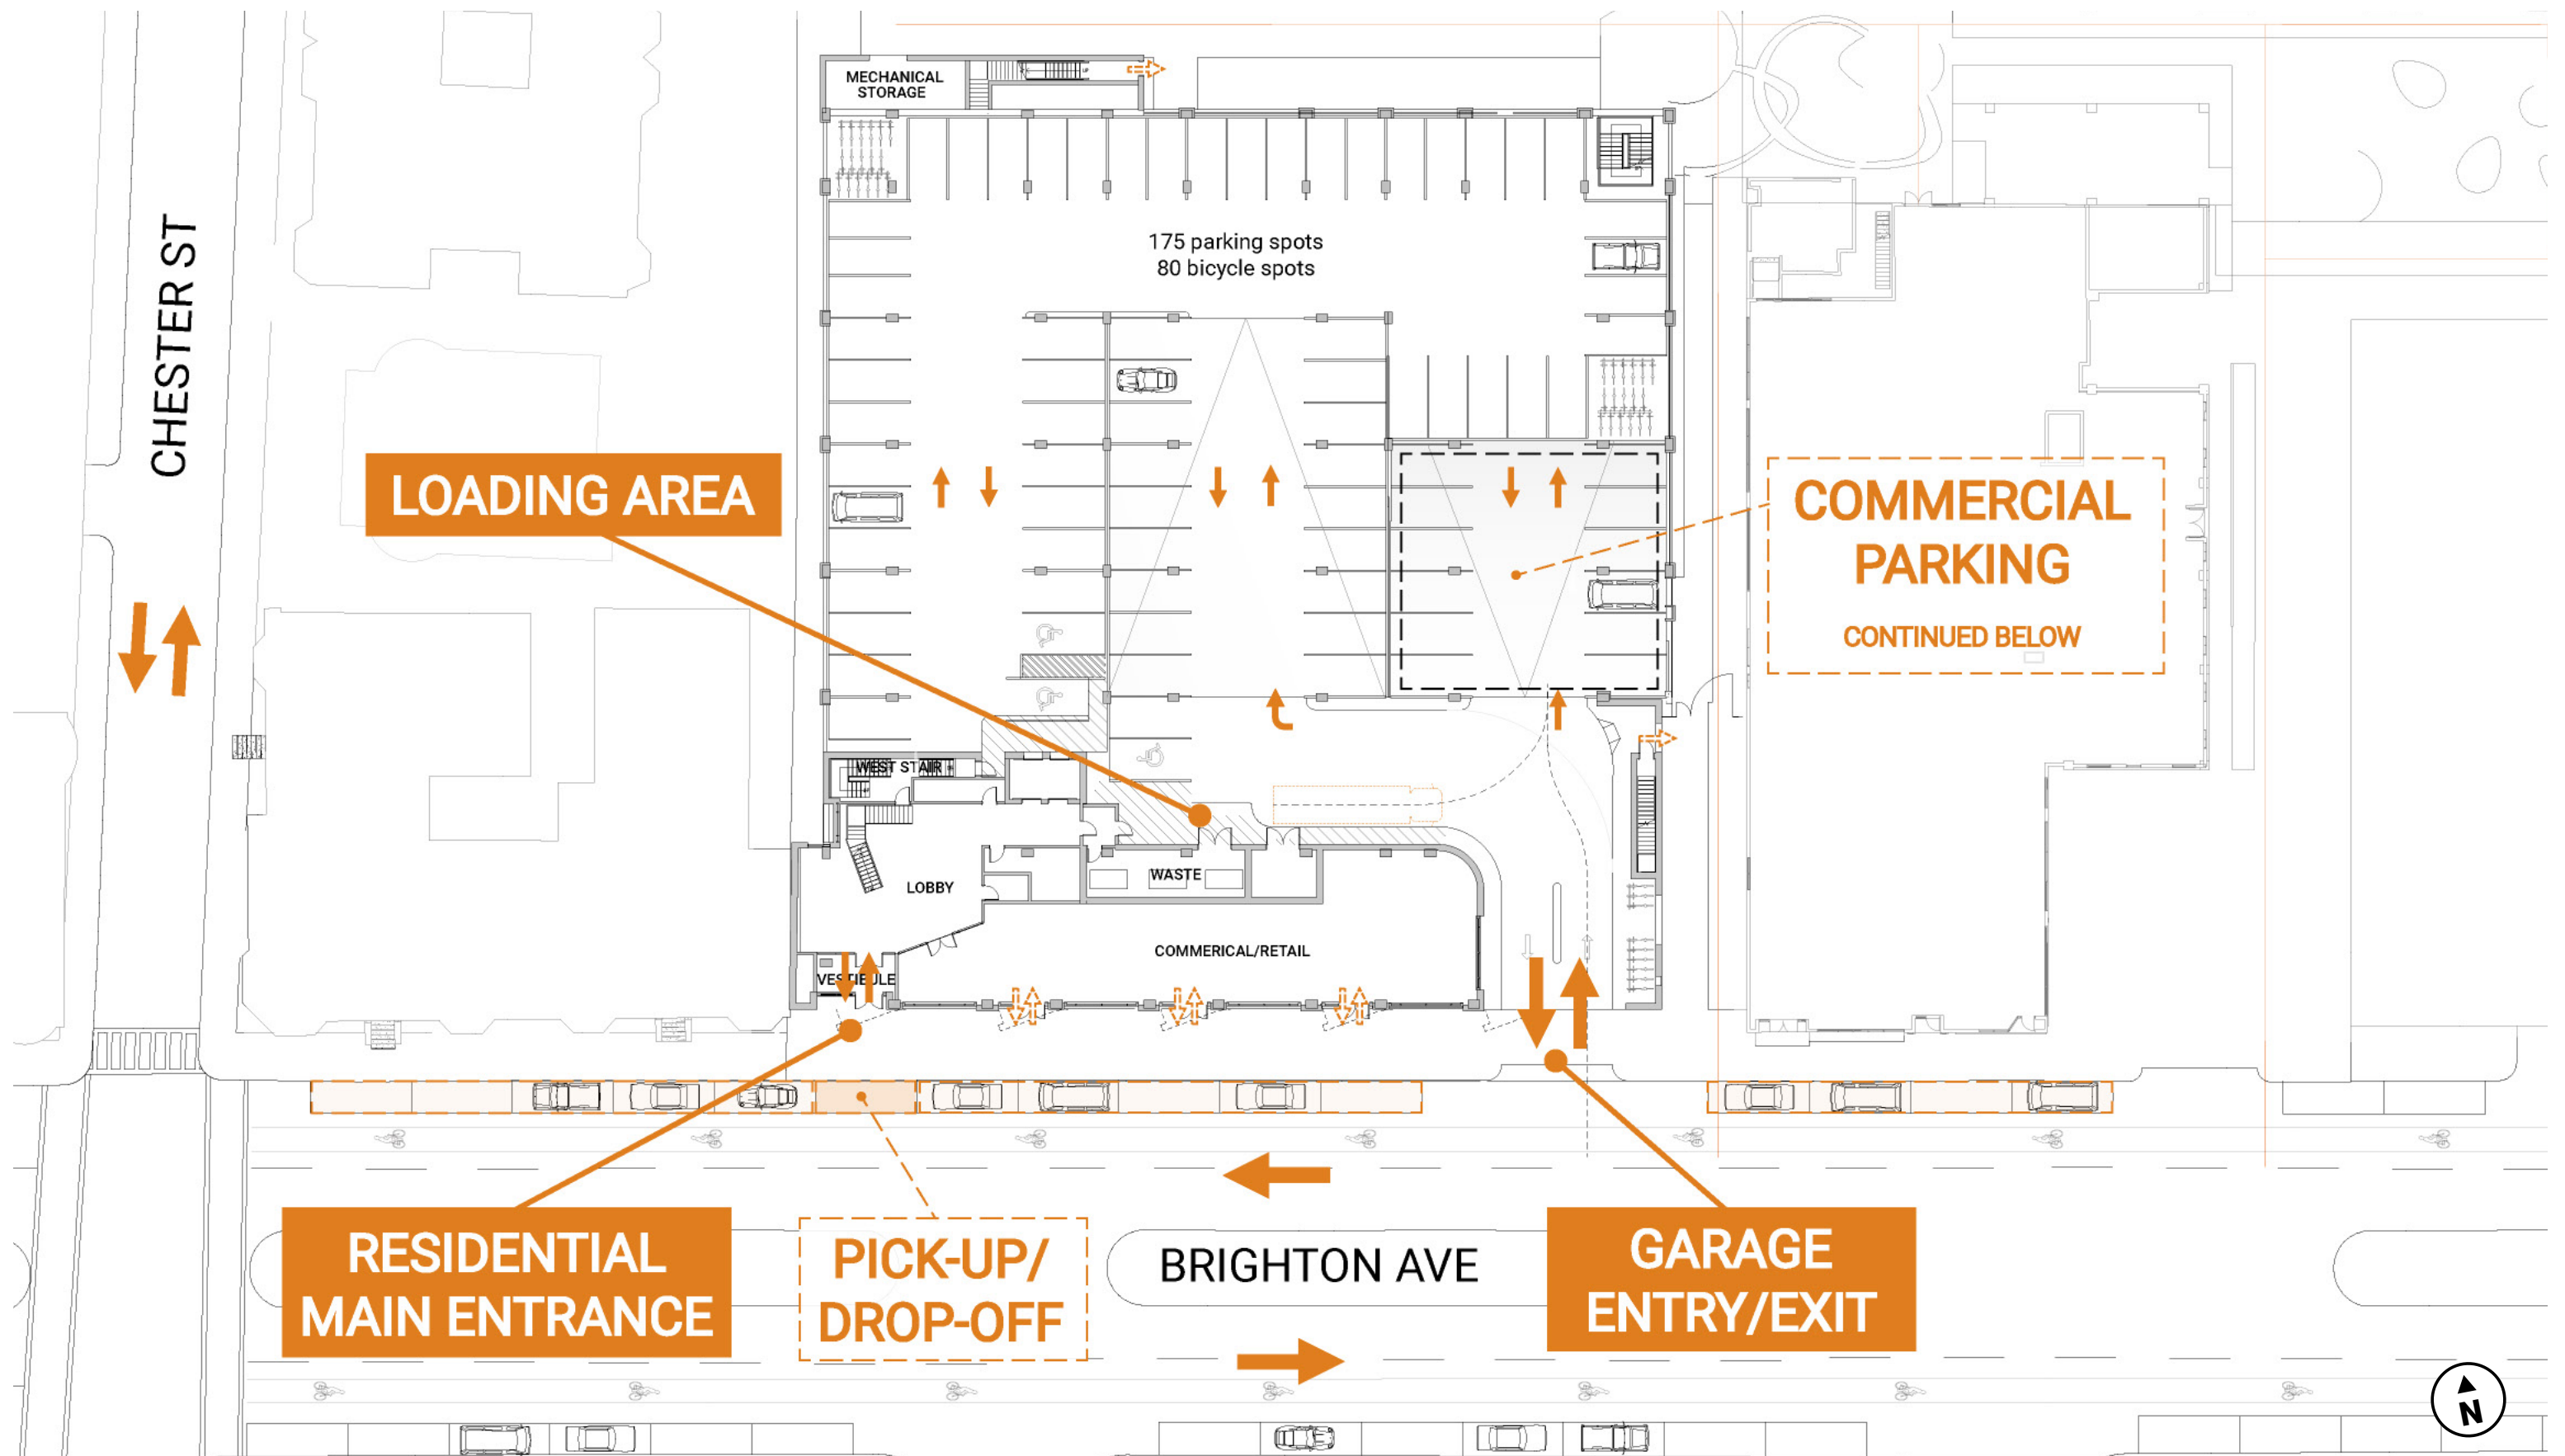 MECHANICAL
STORAGE
175 parking spots
80 bicycle spots
CHESTER ST
LOADING AREA
COMMERCIAL
PARKING
CONTINUED BELOW
WEST STAIR
LOBBY
WASTE
COMMERICAL/RETAIL
VESTIBULE
RESIDENTIAL
MAIN ENTRANCE
PICK-UP/
DROP-OFF
BRIGHTON AVE
GARAGE
ENTRY/EXIT
N